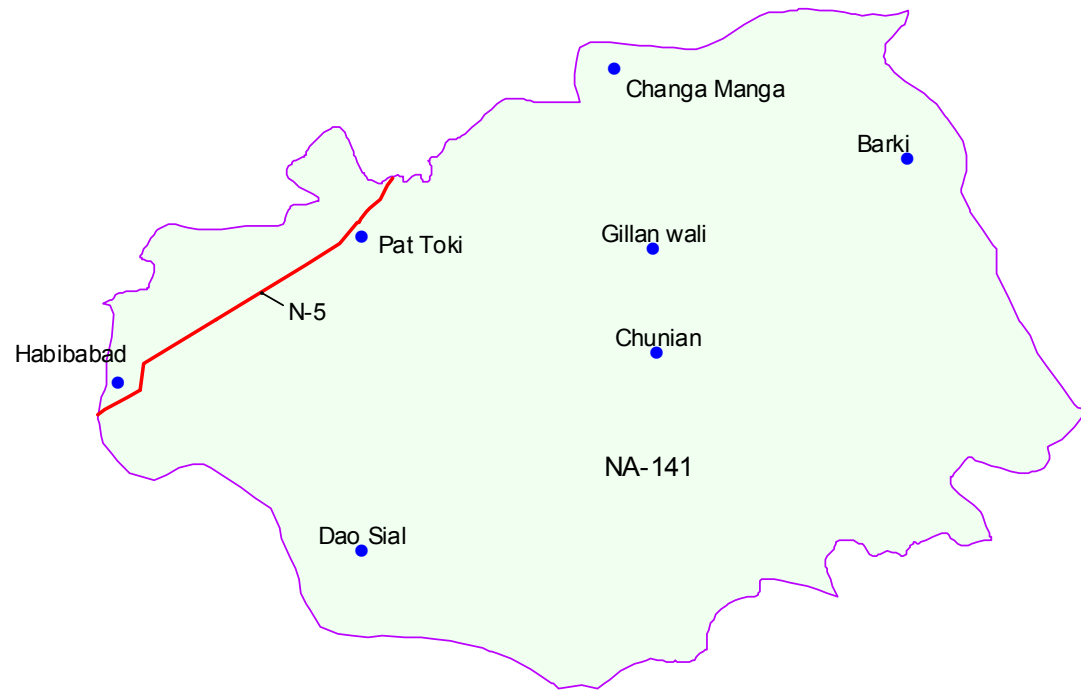 Changa Manga
Barki
Gillan wali
Pat Toki
N-5
Chunian
Habibabad
NA-141
Dao Sial